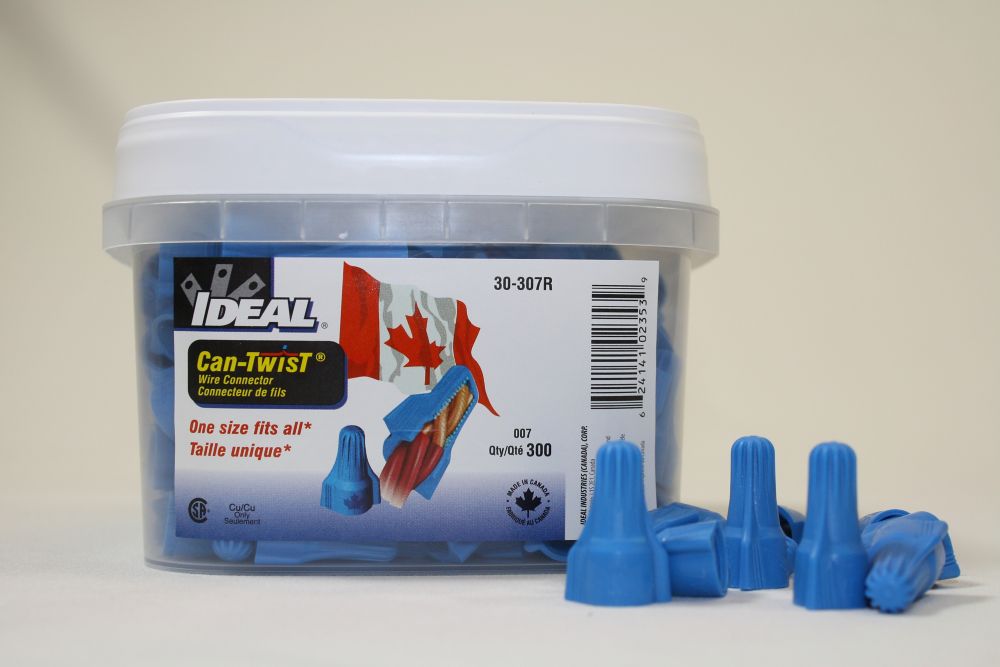 IDEAL®
30-307R
Can-TwisT®
Wire Connector
Connecteur de fils
One size fits all*
Taille unique*
007
Qty/Qté 300
MADE IN CANADA
FABRIQUÉ AU CANADA
SA
Cu/Cu
Only
Seulement
6 24141 02353 9
IDEAL INDUSTRIES (CANADA), CORP.